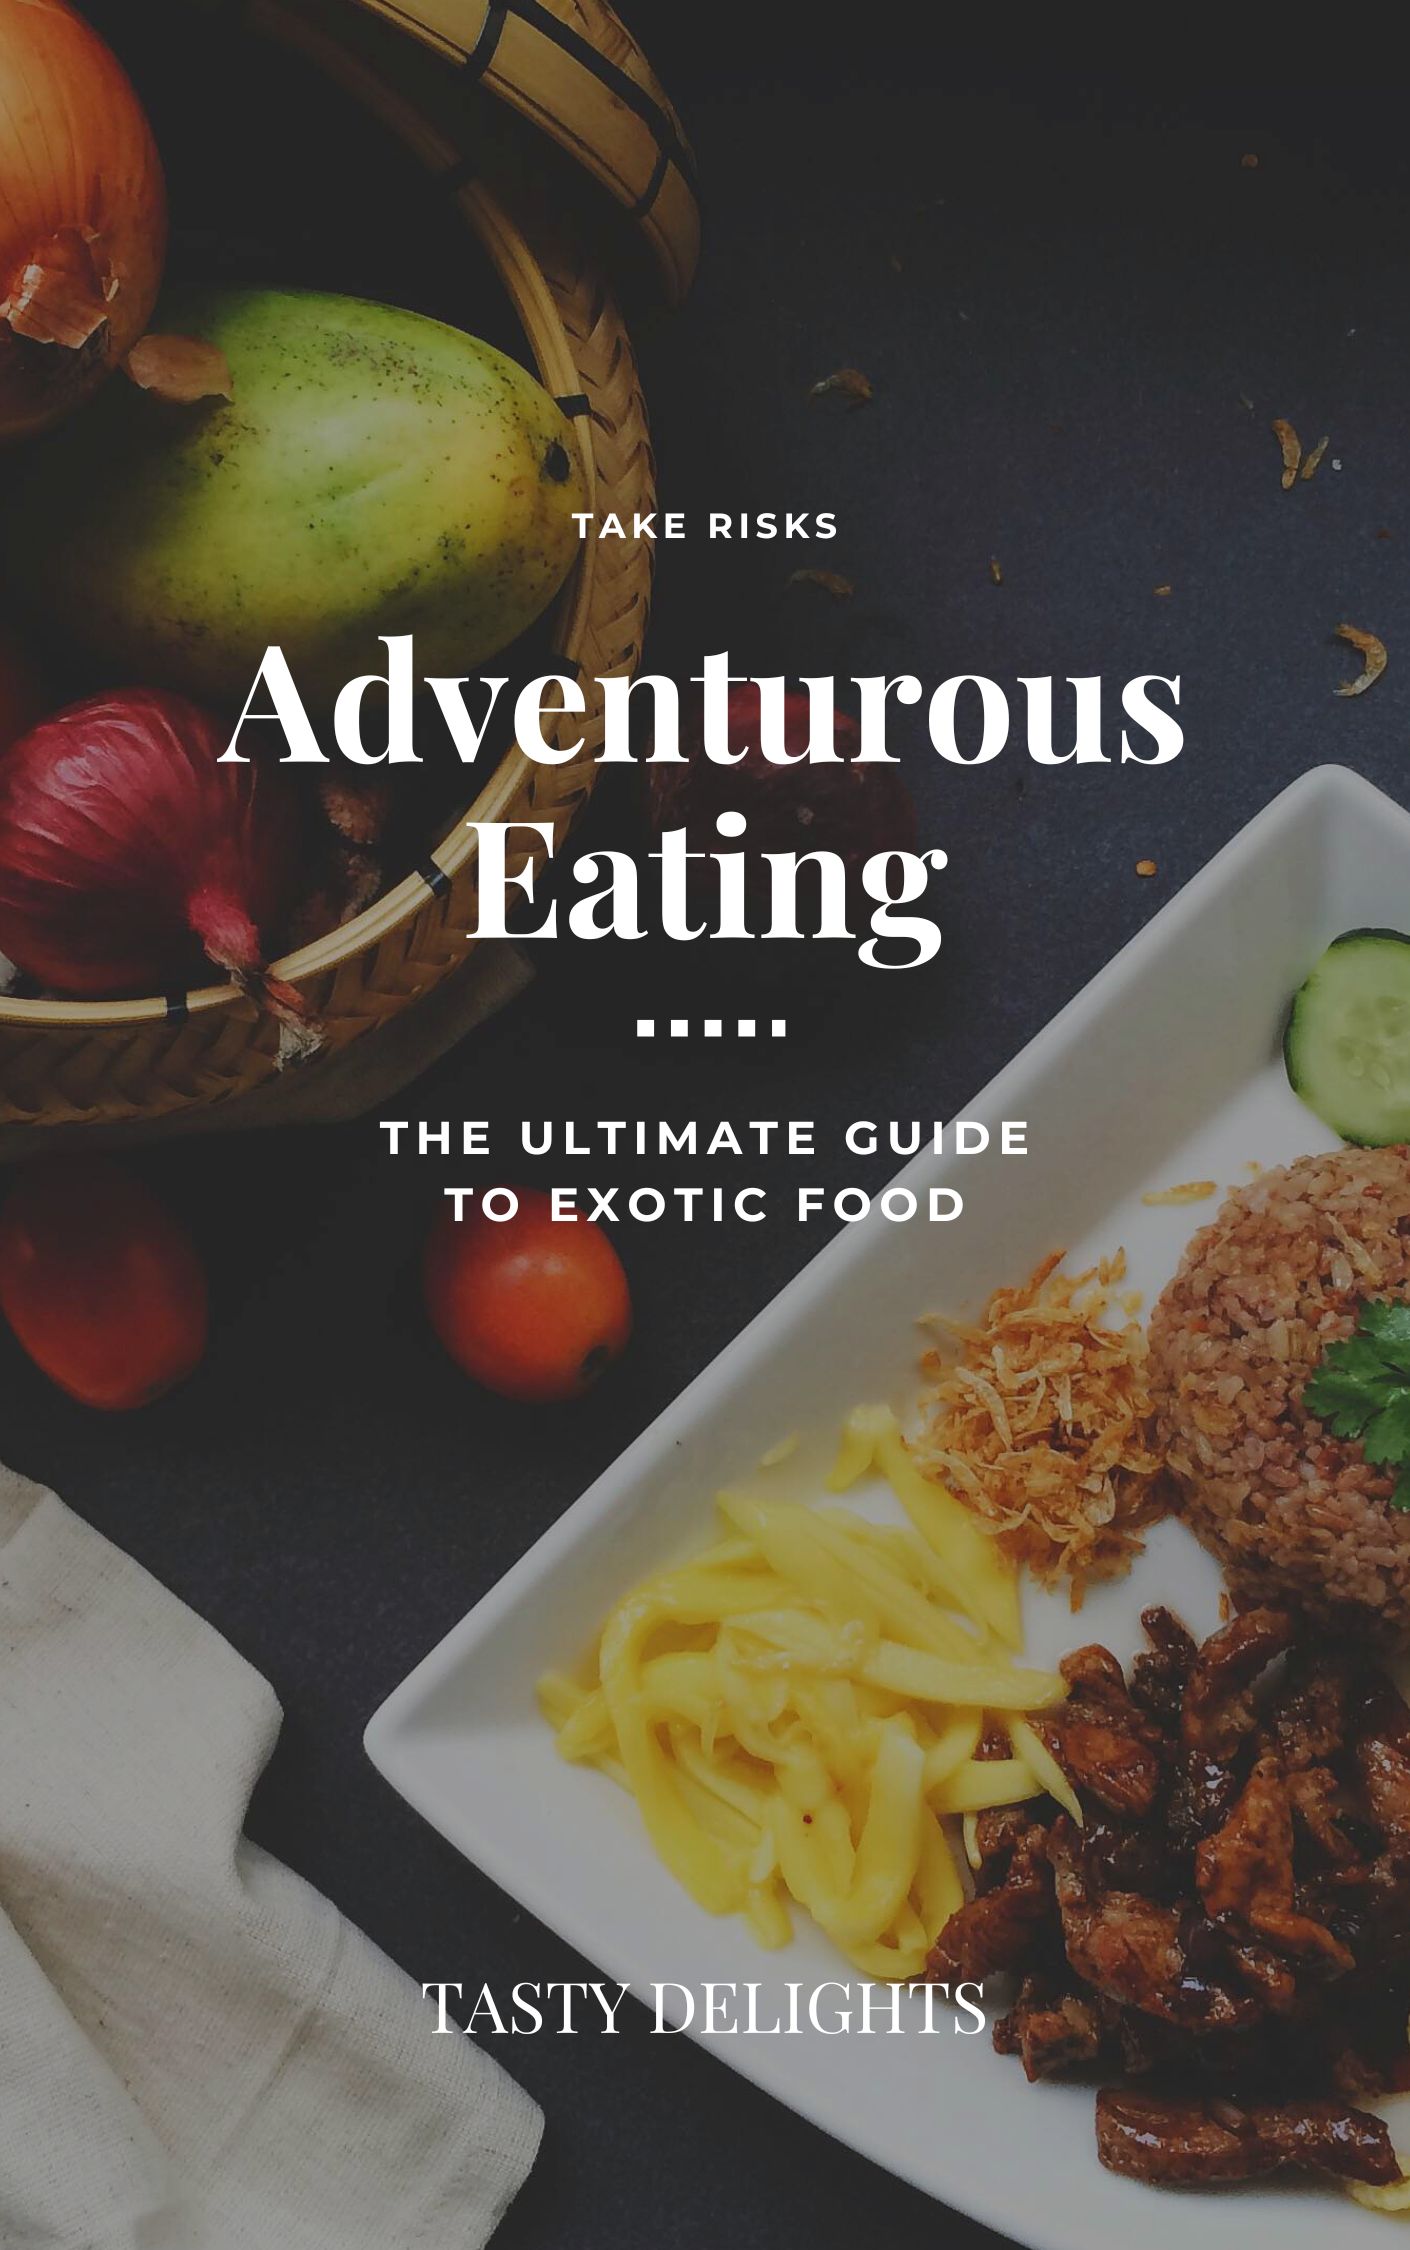 TAKE RISKS
Adventurous
Eating
THE ULTIMATE GUIDE
TO EXOTIC FOOD
TASTY DELIGHTS